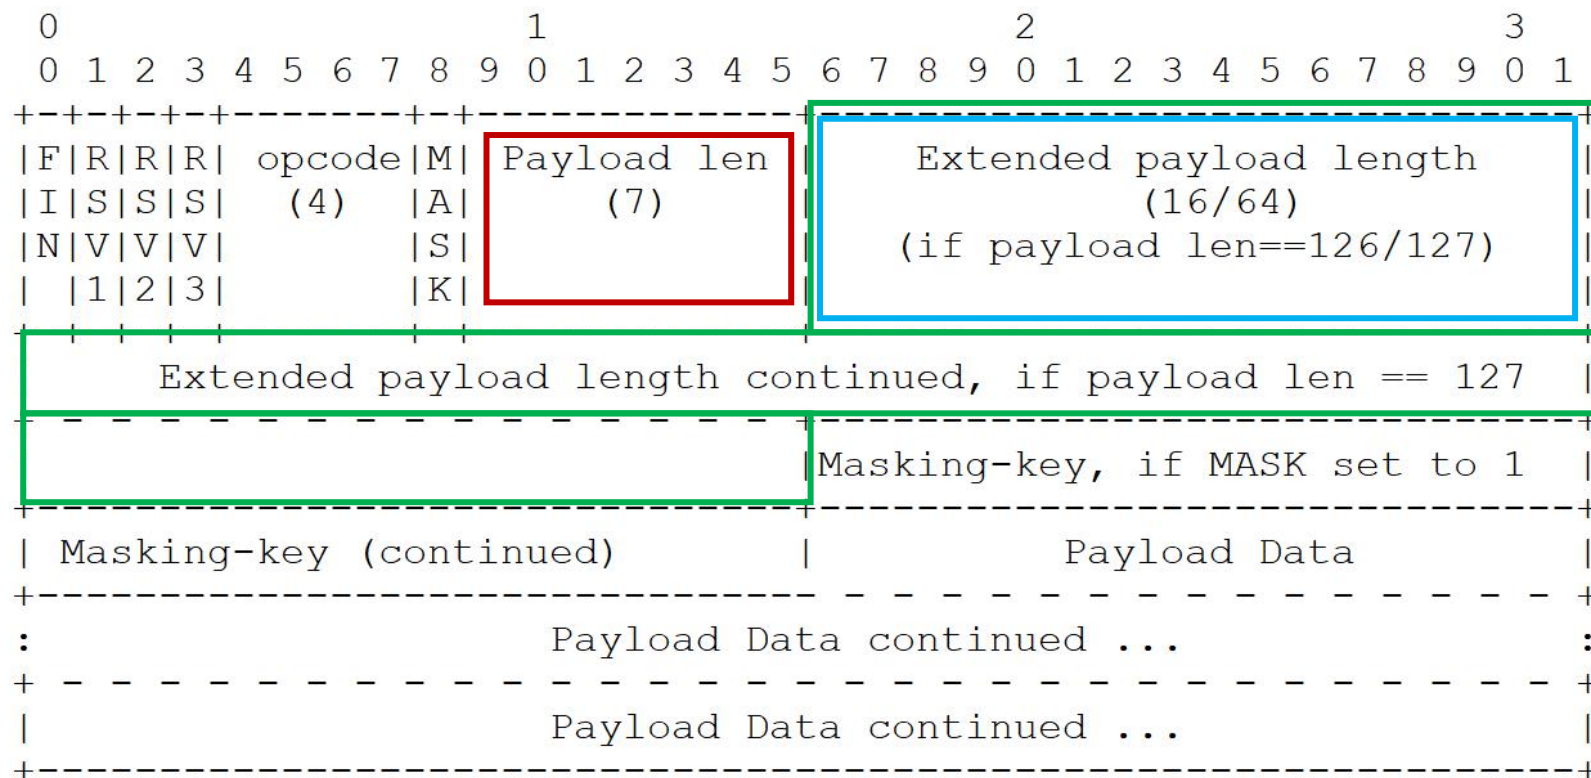 0                   1                   2                   3
 0 1 2 3 4 5 6 7 8 9 0 1 2 3 4 5 6 7 8 9 0 1 2 3 4 5 6 7 8 9 0 1
+-+-+-+-+-------+-+-------------+-------------------------------+
|F|R|R|R| opcode|M| Payload len |    Extended payload length    |
|I|S|S|S|  (4)  |A|     (7)     |             (16/64)           |
|N|V|V|V|       |S|             |   (if payload len==126/127)   |
| |1|2|3|       |K|             |                               |
+-+-+-+-+-------+-+-------------+ - - - - - - - - - - - - - - - +
|     Extended payload length continued, if payload len == 127  |
+ - - - - - - - - - - - - - - - +-------------------------------+
|                               |Masking-key, if MASK set to 1  |
+-------------------------------+-------------------------------+
| Masking-key (continued)       |          Payload Data         |
+-------------------------------- - - - - - - - - - - - - - - - +
:                     Payload Data continued ...                :
+ - - - - - - - - - - - - - - - - - - - - - - - - - - - - - - - +
|                     Payload Data continued ...                |
+---------------------------------------------------------------+